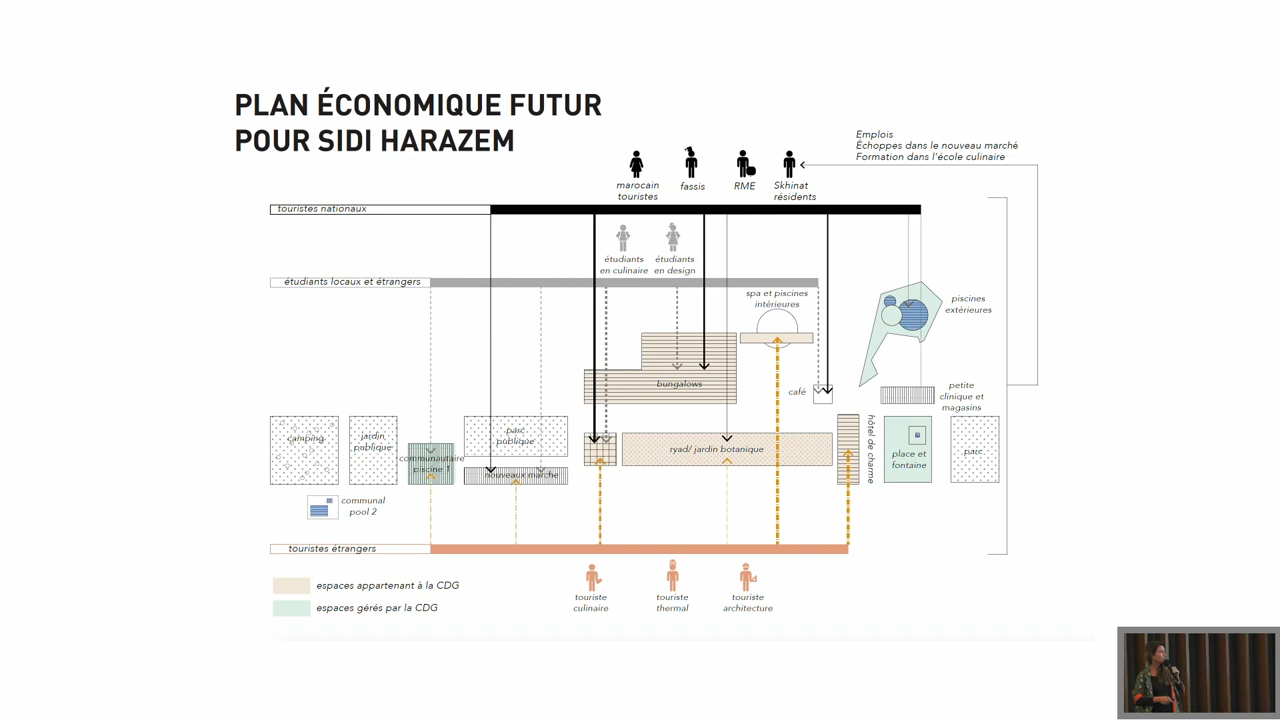 PLAN ÉCONOMIQUE FUTUR
POUR SIDI HARAZEM
Emplois
Échoppes dans le nouveau marché
Formation dans l'école culinaire
marocain
touristes
fassis
RME
Skhinat
résidents
touristes nationaux
étudiants
en culinaire
étudiants
en design
étudiants locaux et étrangers
spa et piscines
intérieures
piscines
extérieures
bungalows
café
petite
clinique et
magasins
camping
jardin
publique
communautaire
piscine 1
parc
publique
nouveaux marche
ryad/ jardin botanique
hôtel de charme
place et
fontaine
parc
communal
pool 2
touristes étrangers
espaces appartenant à la CDG
espaces gérés par la CDG
touriste
culinaire
touriste
thermal
touriste
architecture